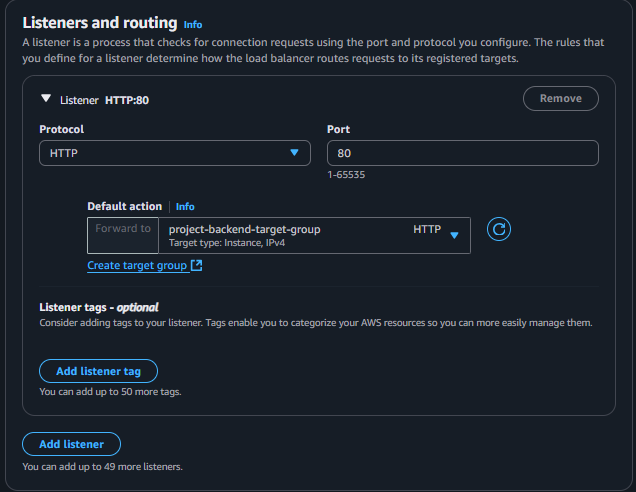 Listeners and routing Info
A listener is a process that checks for connection requests using the port and protocol you configure. The rules that
you define for a listener determine how the load balancer routes requests to its registered targets.
Listener HTTP:80
Remove
Protocol
HTTP
Port
80
1-65535
Default action Info
Forward to
project-backend-target-group
Target type: Instance, IPv4
HTTP
Create target group
Listener tags - optional
Consider adding tags to your listener. Tags enable you to categorize your AWS resources so you can more easily manage them.
Add listener tag
You can add up to 50 more tags.
Add listener
You can add up to 49 more listeners.